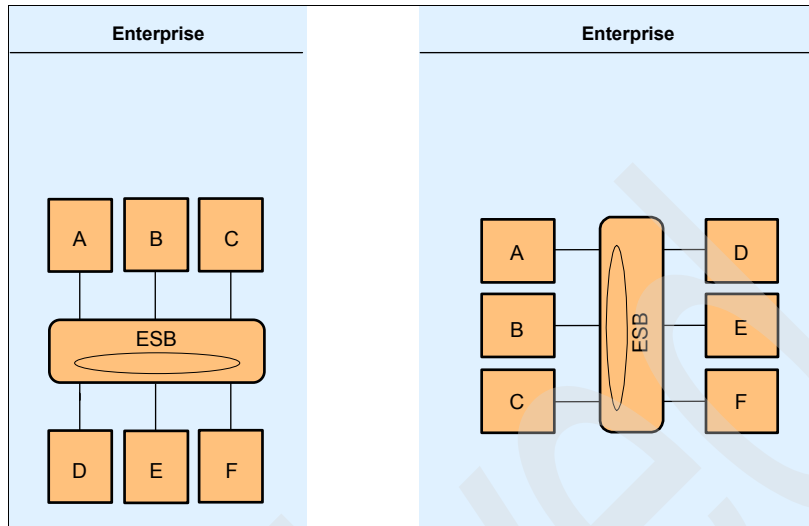 Enterprise
A B C
ESB
D E F
Enterprise
A D
B ESB E
C F